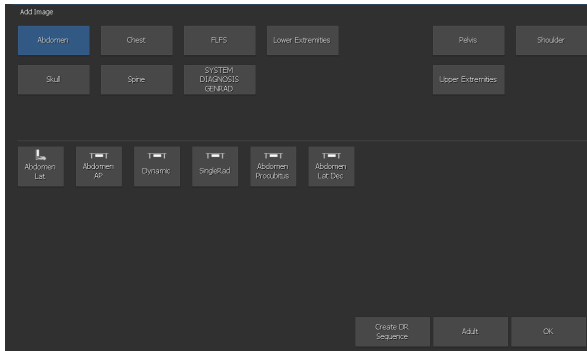 Add Image
Abdomen
Chest
FLFS
Lower Extremities
Pelvis
Shoulder
Skull
Spine
SYSTEM
DIAGNOSIS
GENRAD
Upper Extremities
Abdomen
Lat
Abdomen
AP
Dynamic
SingleRad
Abdomen
Procubitus
Abdomen
Lat Dec
Create DR
Sequence
Adult
OK